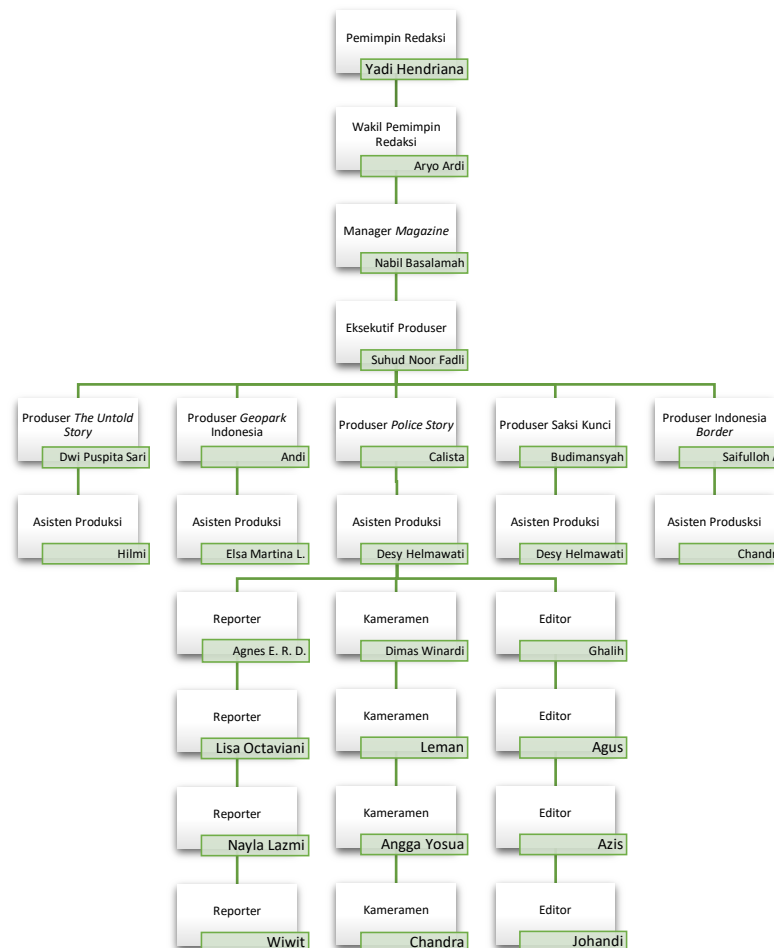 Pemimpin Redaksi
Yadi Hendriana
Wakil Pemimpin
Redaksi
Aryo Ardi
Manager Magazine
Nabil Basalamah
Eksekutif Produser
Suhud Noor Fadli
Produser The Untold
Story
Dwi Puspita Sari
Produser Geopark
Indonesia
Andi
Produser Police Story
Calista
Produser Saksi Kunci
Budimansyah
Produser Indonesia
Border
Saifulloh
Asisten Produksi
Hilmi
Asisten Produksi
Elsa Martina L.
Asisten Produksi
Desy Helmawati
Asisten Produksi
Desy Helmawati
Asisten Produsksi
Chandr
Reporter
Agnes E. R. D.
Kameramen
Dimas Winardi
Editor
Ghalih
Reporter
Lisa Octaviani
Kameramen
Leman
Editor
Agus
Reporter
Nayla Lazmi
Kameramen
Angga Yosua
Editor
Azis
Reporter
Wiwit
Kameramen
Chandra
Editor
Johandi